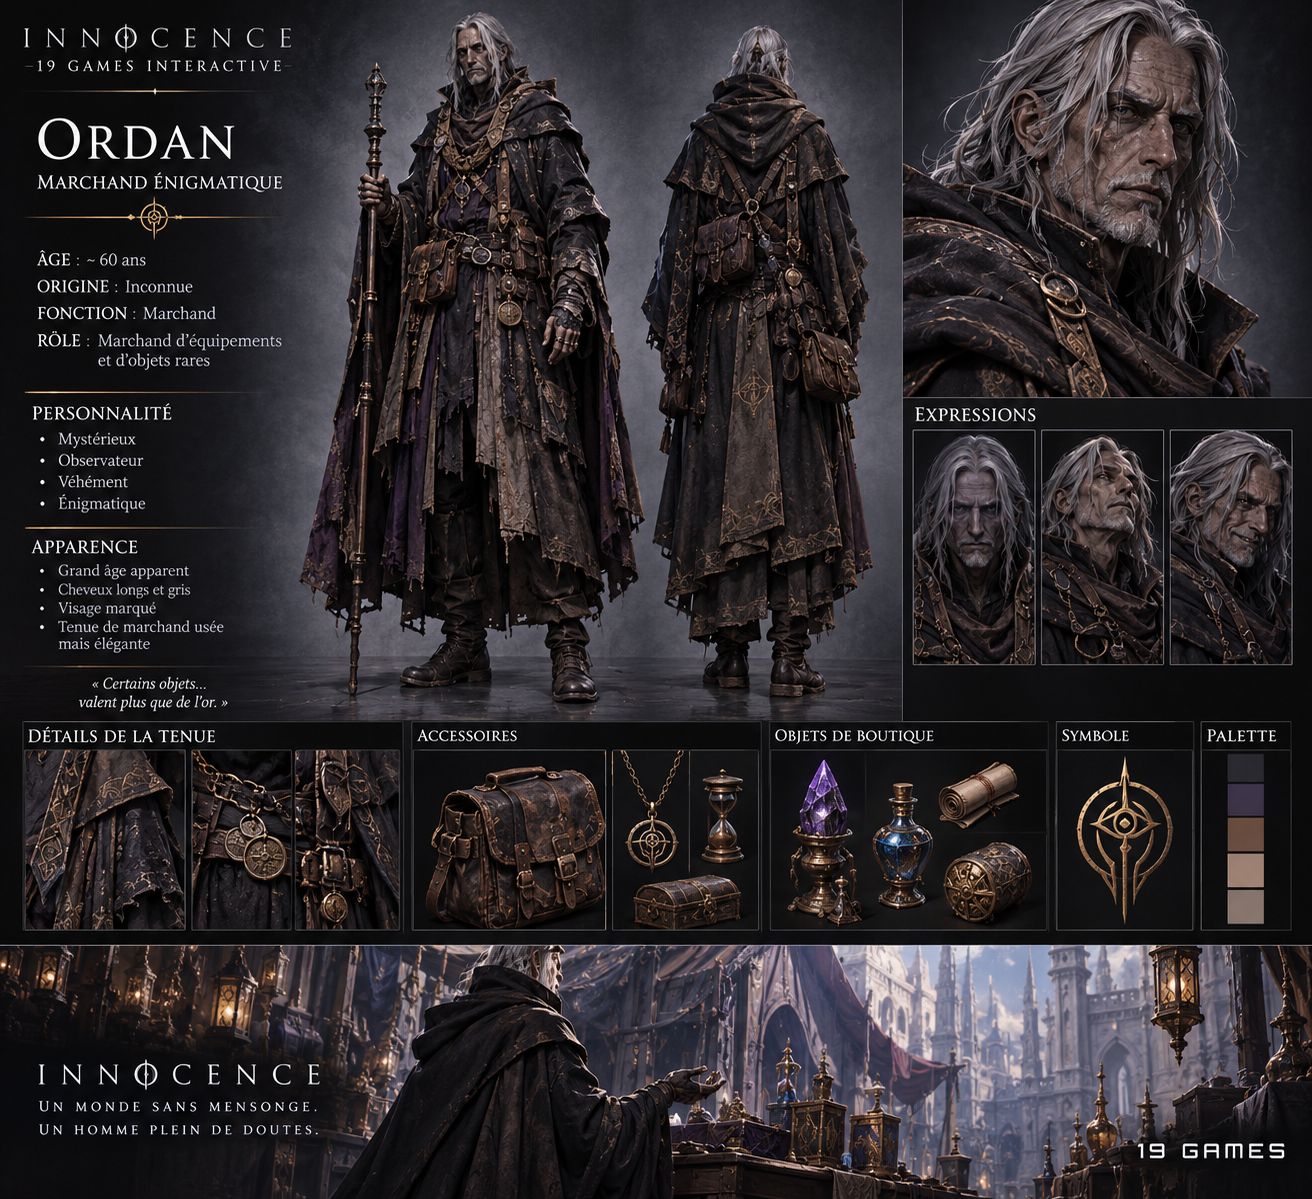 INNOCENCE
19 GAMES INTERACTIVE
ORDAN
MARCHAND ÉNIGMATIQUE
ÂGE : ~ 60 ans
ORIGINE : Inconnue
FONCTION : Marchand
RÔLE : Marchand d'équipements
et d'objets rares
PERSONNALITÉ
• Mystérieux
• Observateur
• Véhément
• Énigmatique
APPARENCE
• Grand âge apparent
• Cheveux longs et gris
• Visage marqué
• Tenue de marchand usée
mais élégante
« Certains objets...
valent plus que de l'or. »
EXPRESSIONS
DÉTAILS DE LA TENUE
ACCESSOIRES
OBJETS DE BOUTIQUE
SYMBOLE
PALETTE
INNOCENCE
UN MONDE SANS MENSONGE.
UN HOMME PLEIN DE DOUTES.
19 GAMES